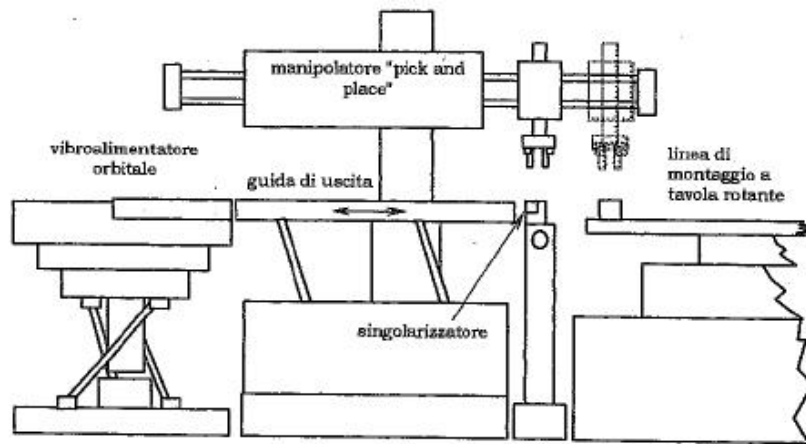 manipolatore "pick and
place"
vibroalimentatore
orbitale
guida di uscita
linea di
montaggio a
tavola rotante
singolarizzatore